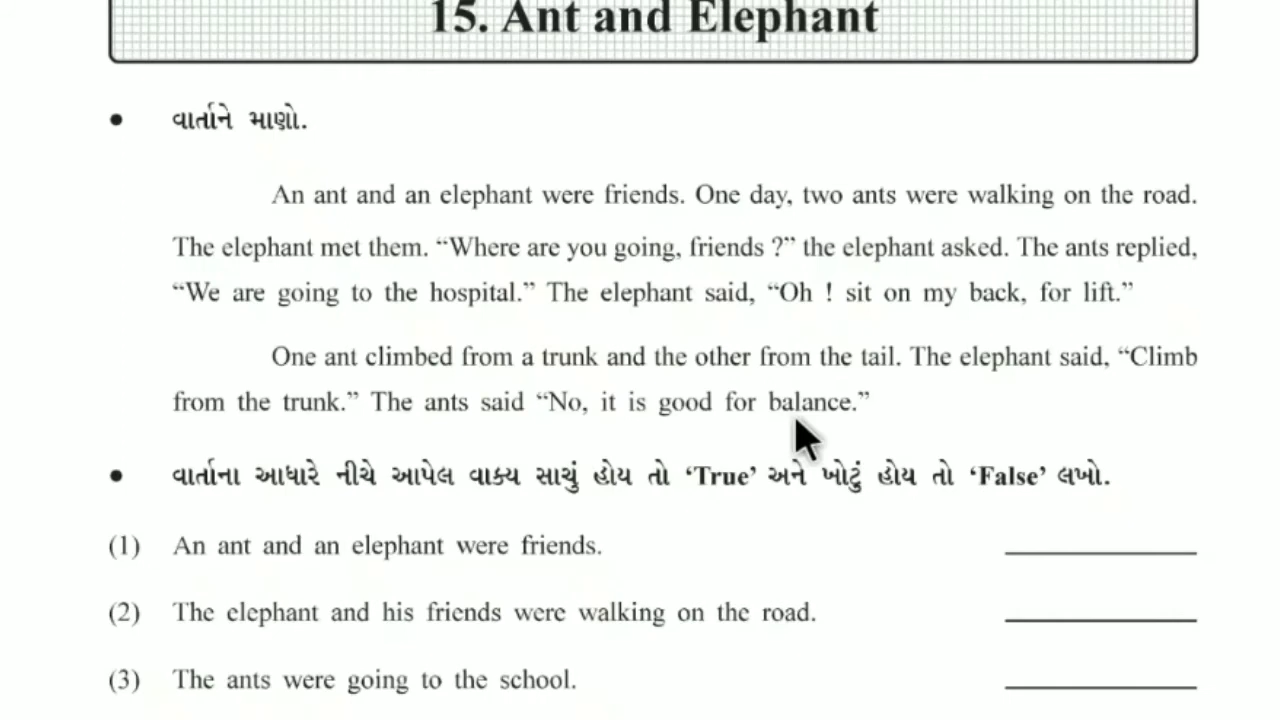 15. Ant and Elephant
• વાર્તાને માણો.
An ant and an elephant were friends. One day, two ants were walking on the road.
The elephant met them. “Where are you going, friends ?” the elephant asked. The ants replied,
“We are going to the hospital.” The elephant said, “Oh ! sit on my back, for lift.”
One ant climbed from a trunk and the other from the tail. The elephant said, “Climb
from the trunk.” The ants said “No, it is good for balance.”
• વાર્તાના આધારે નીચે આપેલ વાક્ય સાચું હોય તો ‘True’ અને ખોટું હોય તો ‘False’ લખો.
(1) An ant and an elephant were friends. __________
(2) The elephant and his friends were walking on the road. __________
(3) The ants were going to the school. __________